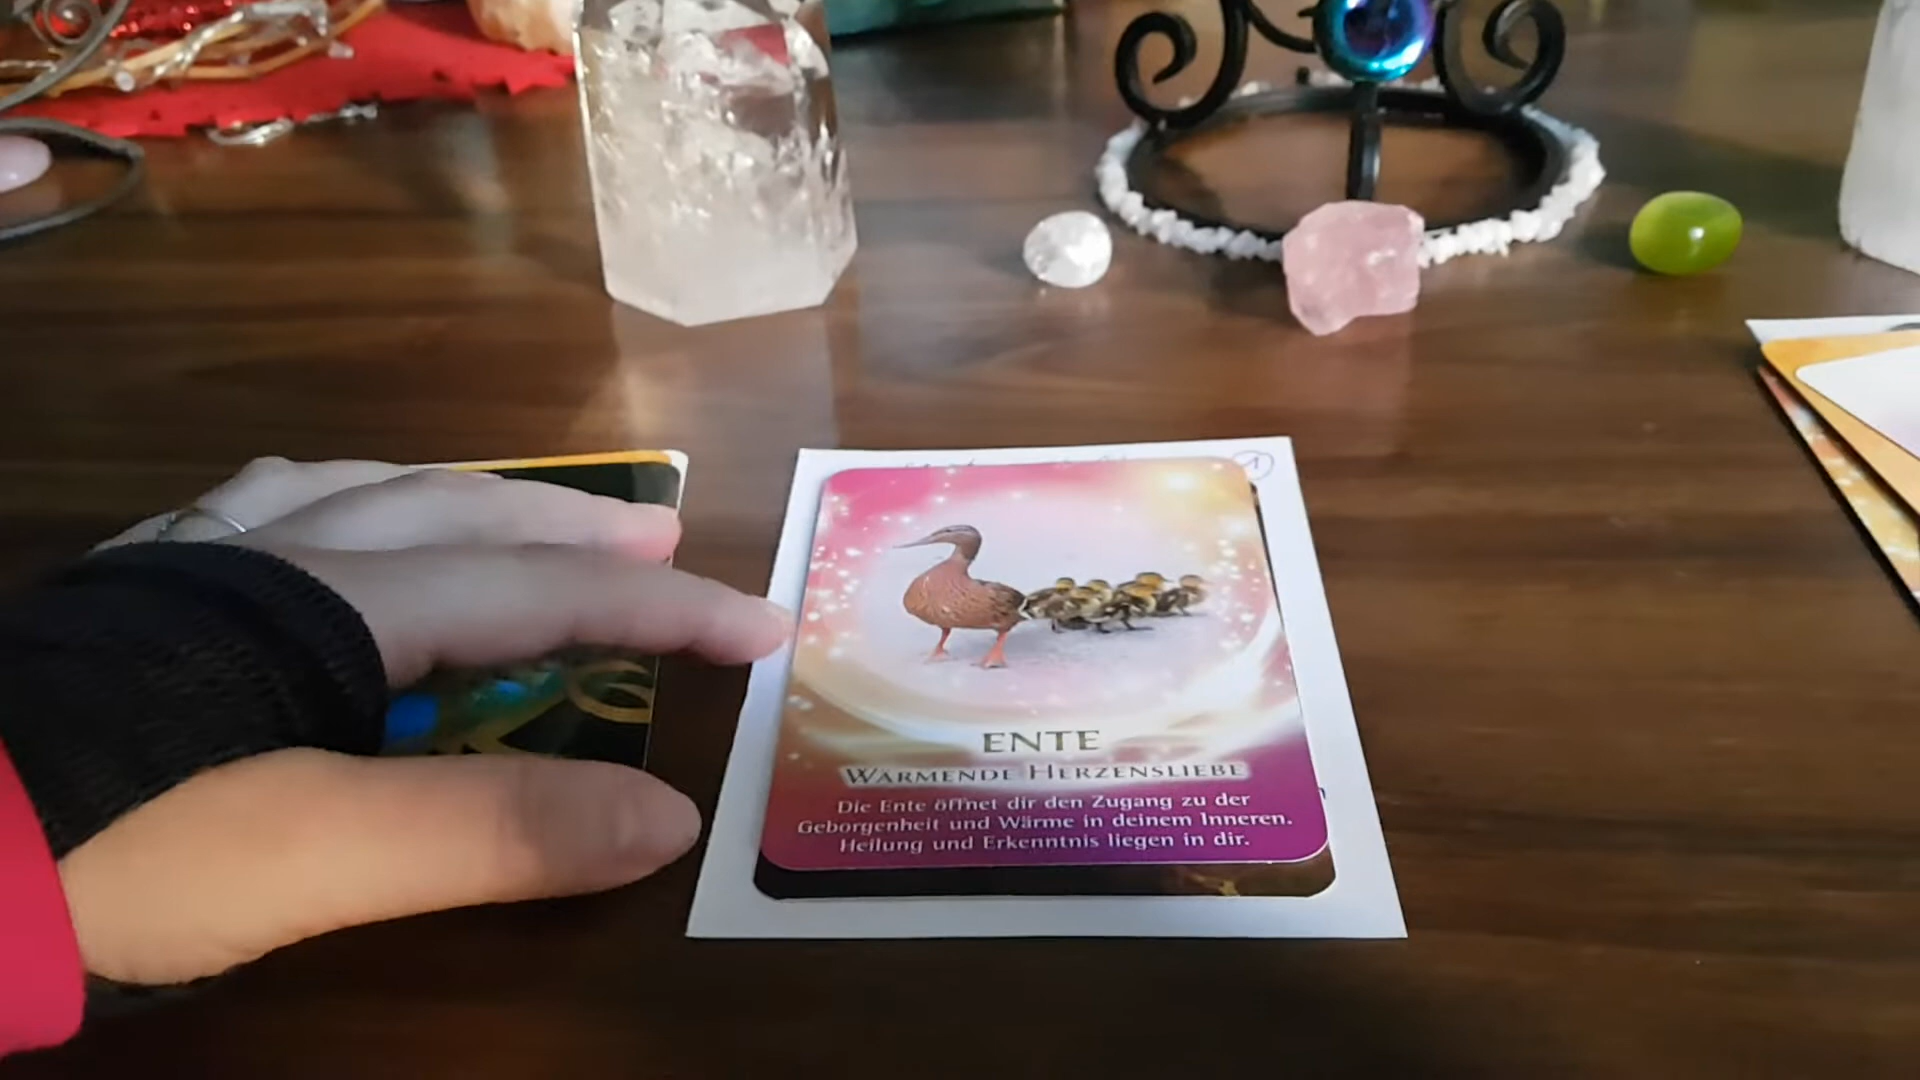 1
ENTE
WÄRMENDE HERZENSLIEBE
Die Ente öffnet dir den Zugang zu der
Geborgenheit und Wärme in deinem Inneren.
Heilung und Erkenntnis liegen in dir.